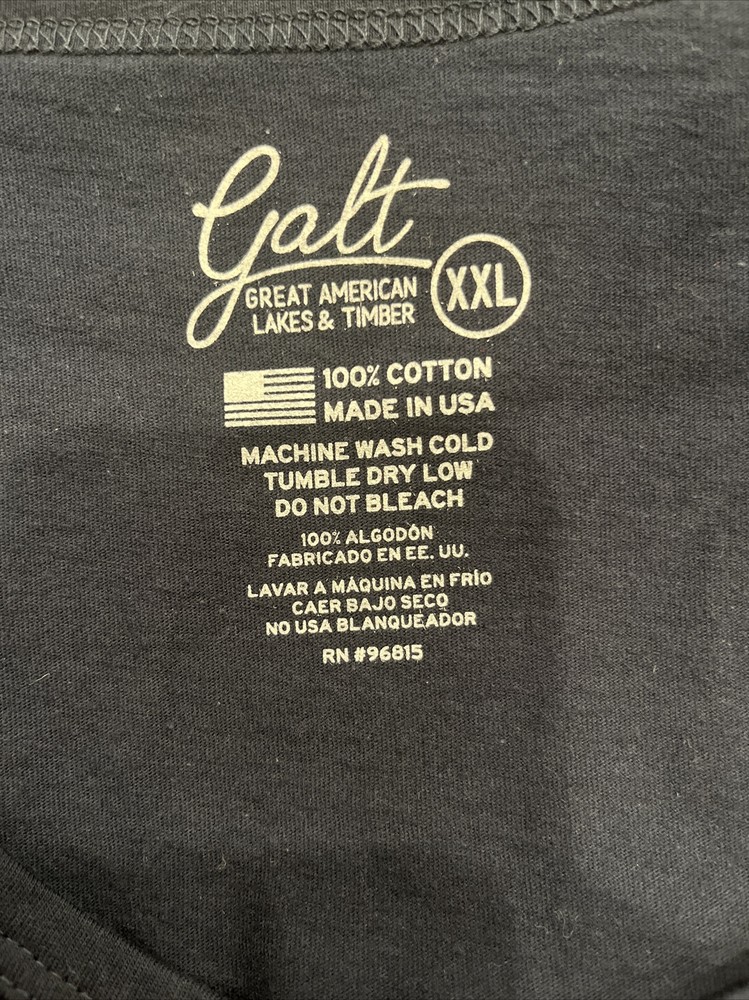 Galt
GREAT AMERICAN
LAKES & TIMBER
XXL
100% COTTON
MADE IN USA
MACHINE WASH COLD
TUMBLE DRY LOW
DO NOT BLEACH
100% ALGODÓN
FABRICADO EN EE. UU.
LAVAR A MÁQUINA EN FRÍO
CAER BAJO SECO
NO USA BLANQUEADOR
RN #96815